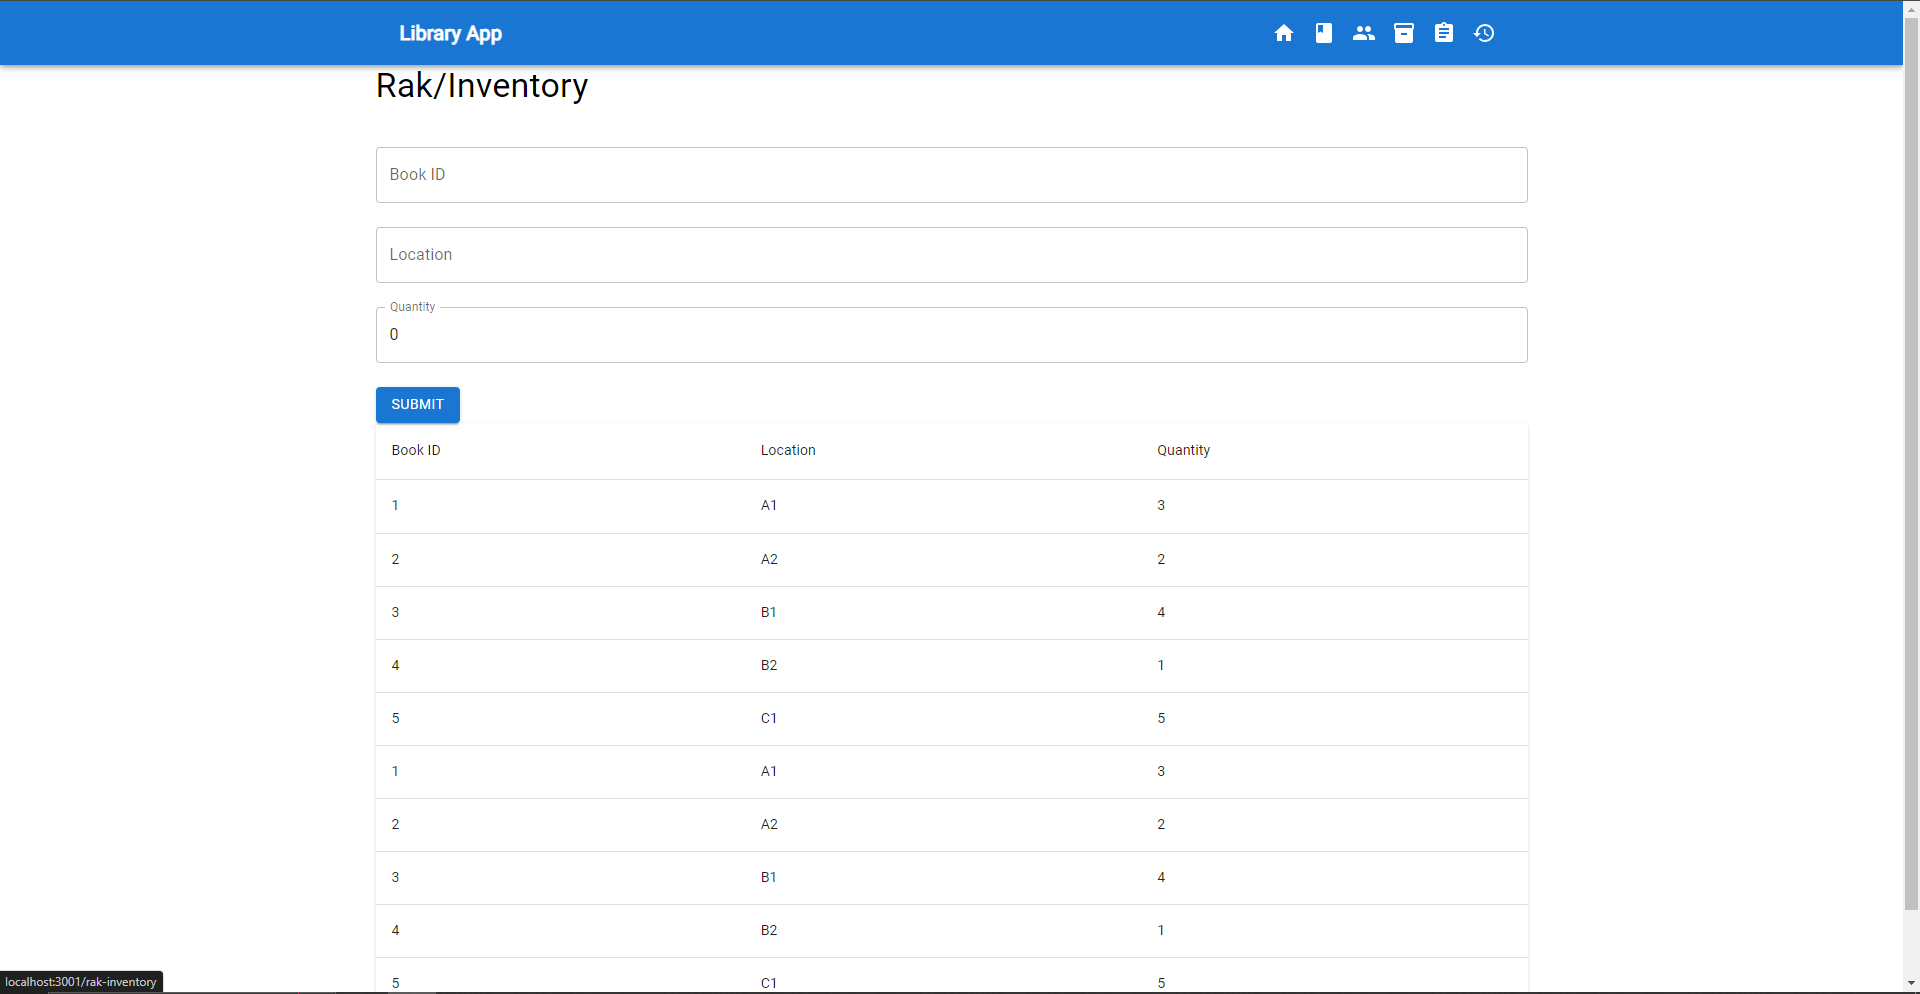 Library App
Rak/Inventory
Book ID
Location
Quantity
0
SUBMIT
Book ID Location Quantity
1 A1 3
2 A2 2
3 B1 4
4 B2 1
5 C1 5
1 A1 3
2 A2 2
3 B1 4
4 B2 1
5 C1 5
localhost:3001/rak-inventory